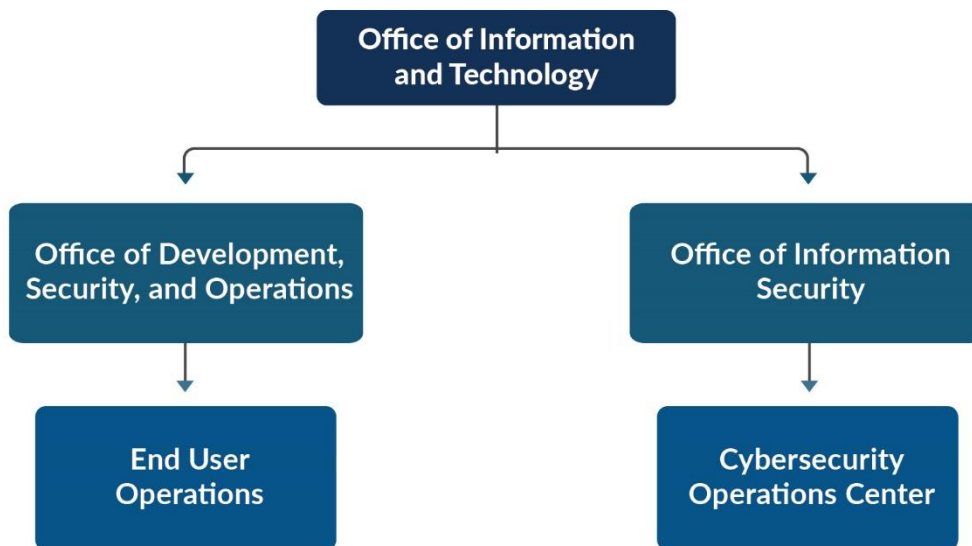 Office of Information
and Technology
Office of Development,
Security, and Operations
Office of Information
Security
End User
Operations
Cybersecurity
Operations Center